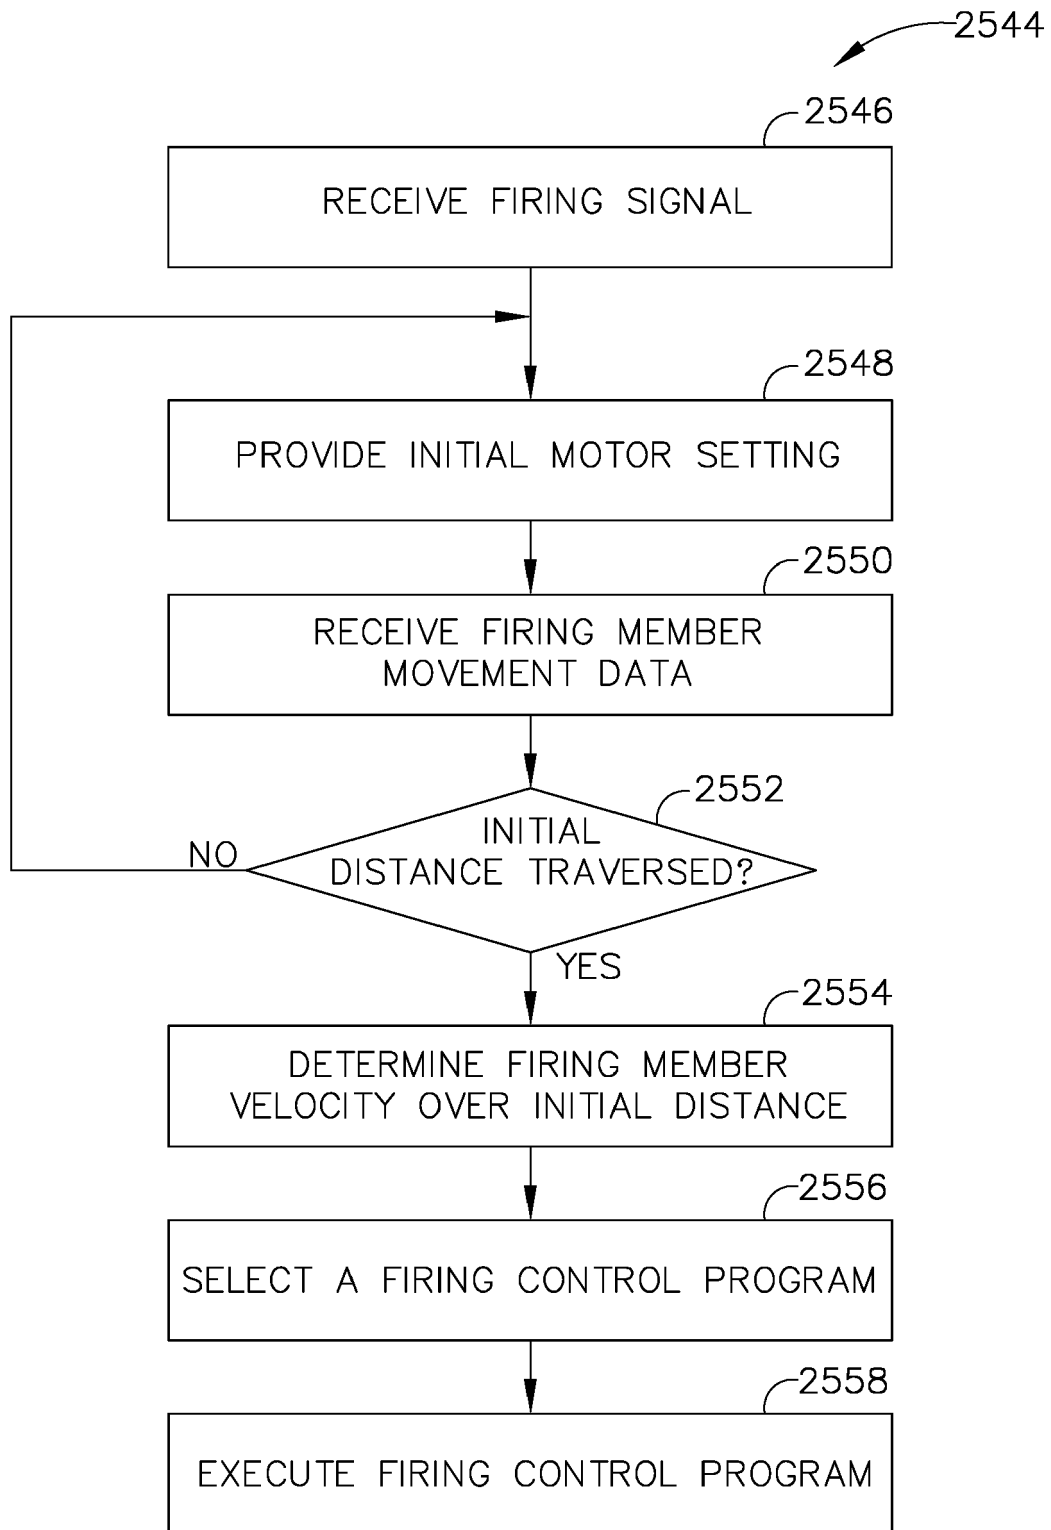 2544
2546
RECEIVE FIRING SIGNAL
2548
PROVIDE INITIAL MOTOR SETTING
2550
RECEIVE FIRING MEMBER
MOVEMENT DATA
2552
INITIAL
DISTANCE TRAVERSED?
NO
YES
2554
DETERMINE FIRING MEMBER
VELOCITY OVER INITIAL DISTANCE
2556
SELECT A FIRING CONTROL PROGRAM
2558
EXECUTE FIRING CONTROL PROGRAM